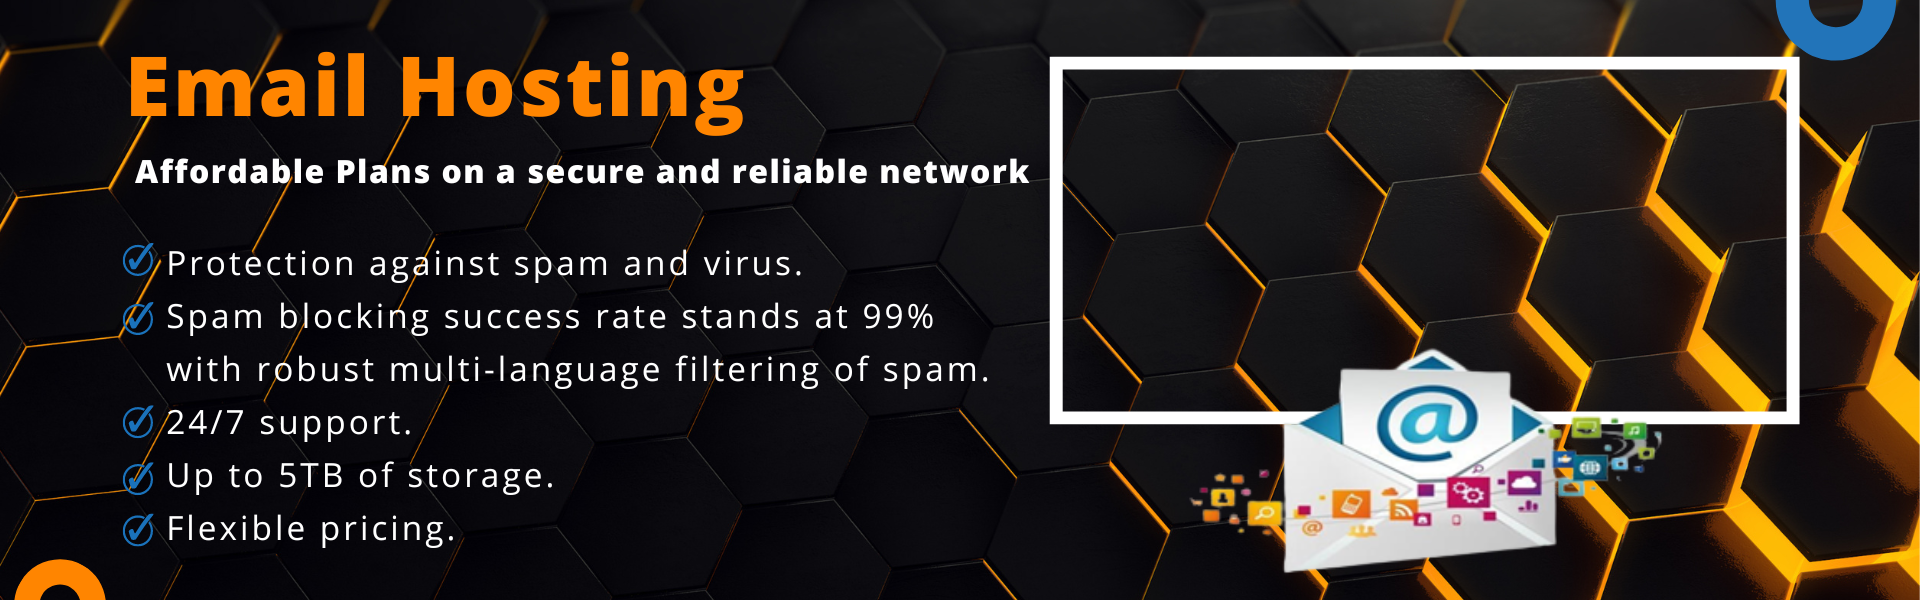 Email Hosting
Affordable Plans on a secure and reliable network
Protection against spam and virus.
Spam blocking success rate stands at 99%
with robust multi-language filtering of spam.
24/7 support.
Up to 5TB of storage.
Flexible pricing.
@
@